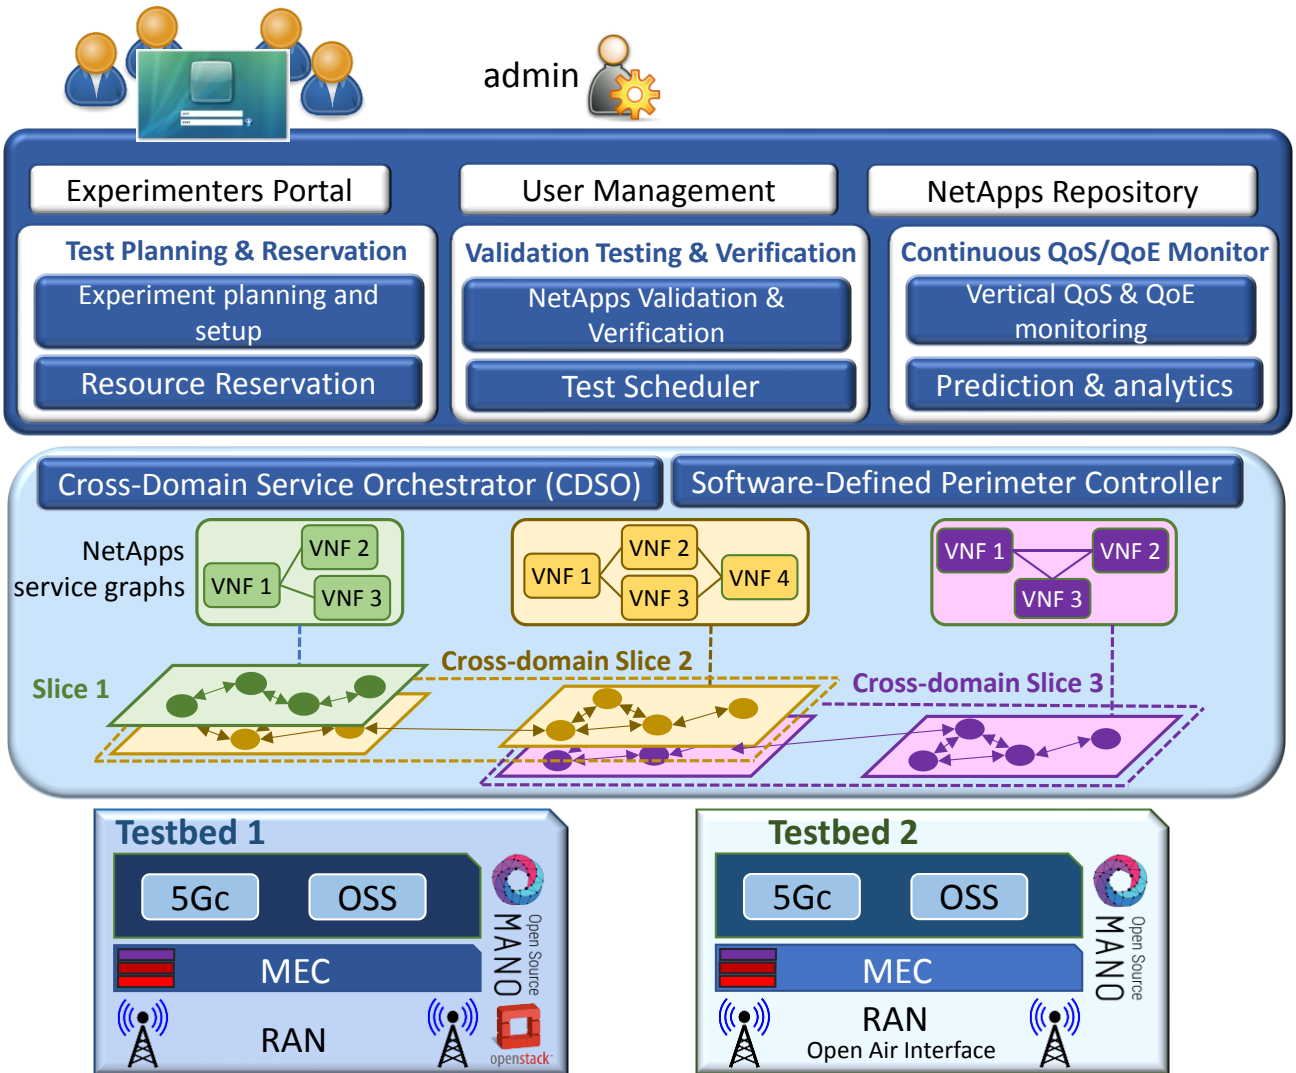 admin
Experimenters Portal
User Management
NetApps Repository
Test Planning & Reservation
Experiment planning and
setup
Resource Reservation
Validation Testing & Verification
NetApps Validation &
Verification
Test Scheduler
Continuous QoS/QoE Monitor
Vertical QoS & QoE
monitoring
Prediction & analytics
Cross-Domain Service Orchestrator (CDSO)
Software-Defined Perimeter Controller
NetApps
service graphs
VNF 1
VNF 2
VNF 3
VNF 1
VNF 2
VNF 3
VNF 4
VNF 1
VNF 2
VNF 3
Slice 1
Cross-domain Slice 2
Cross-domain Slice 3
Testbed 1
5Gc
OSS
MEC
RAN
Open Source
MANO
openstack
Testbed 2
5Gc
OSS
MEC
RAN
Open Air Interface
Open Source
MANO